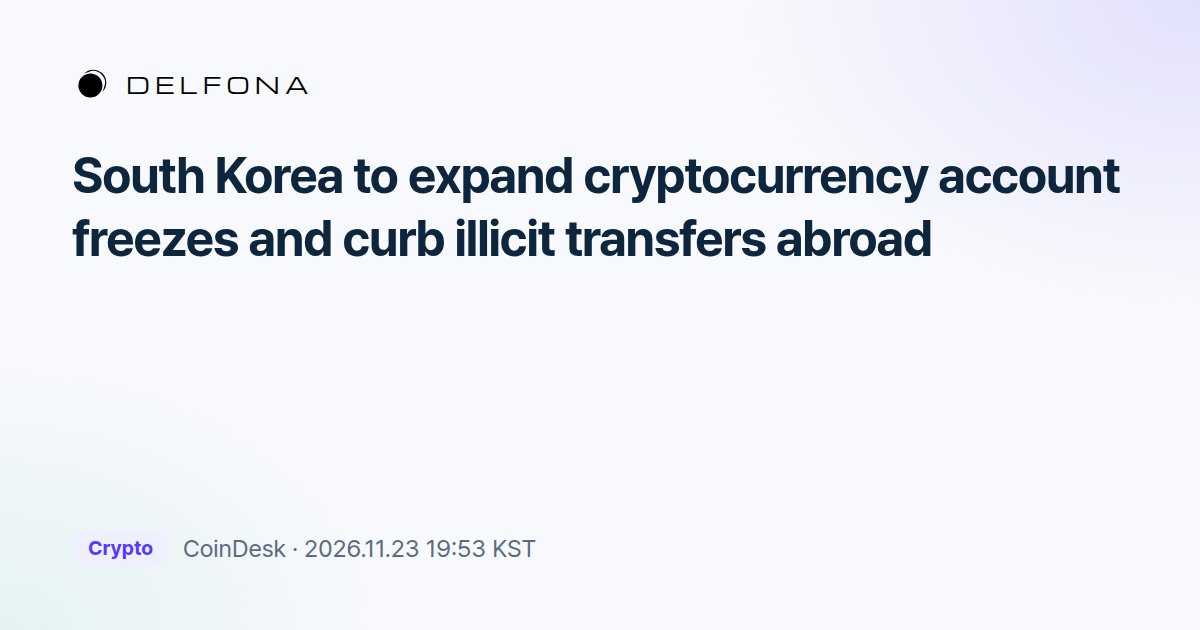 DELFONA
South Korea to expand cryptocurrency account
freezes and curb illicit transfers abroad
Crypto CoinDesk · 2026.11.23 19:53 KST